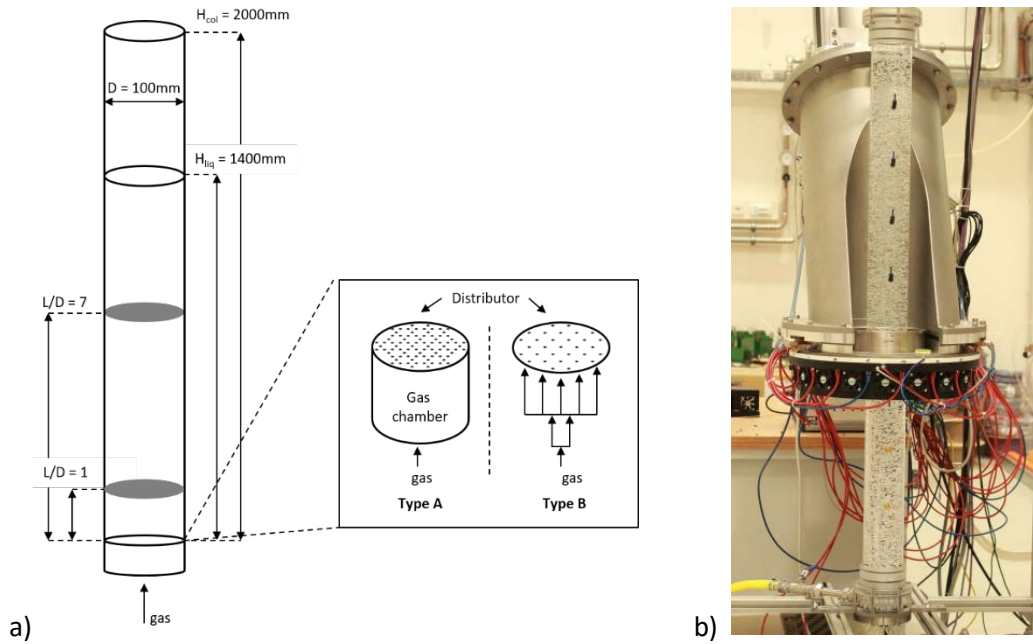 H_col = 2000mm
D = 100mm
H_liq = 1400mm
L/D = 7
Distributor
Gas
chamber
L/D = 1
gas
gas
Type A
Type B
gas
a)
b)